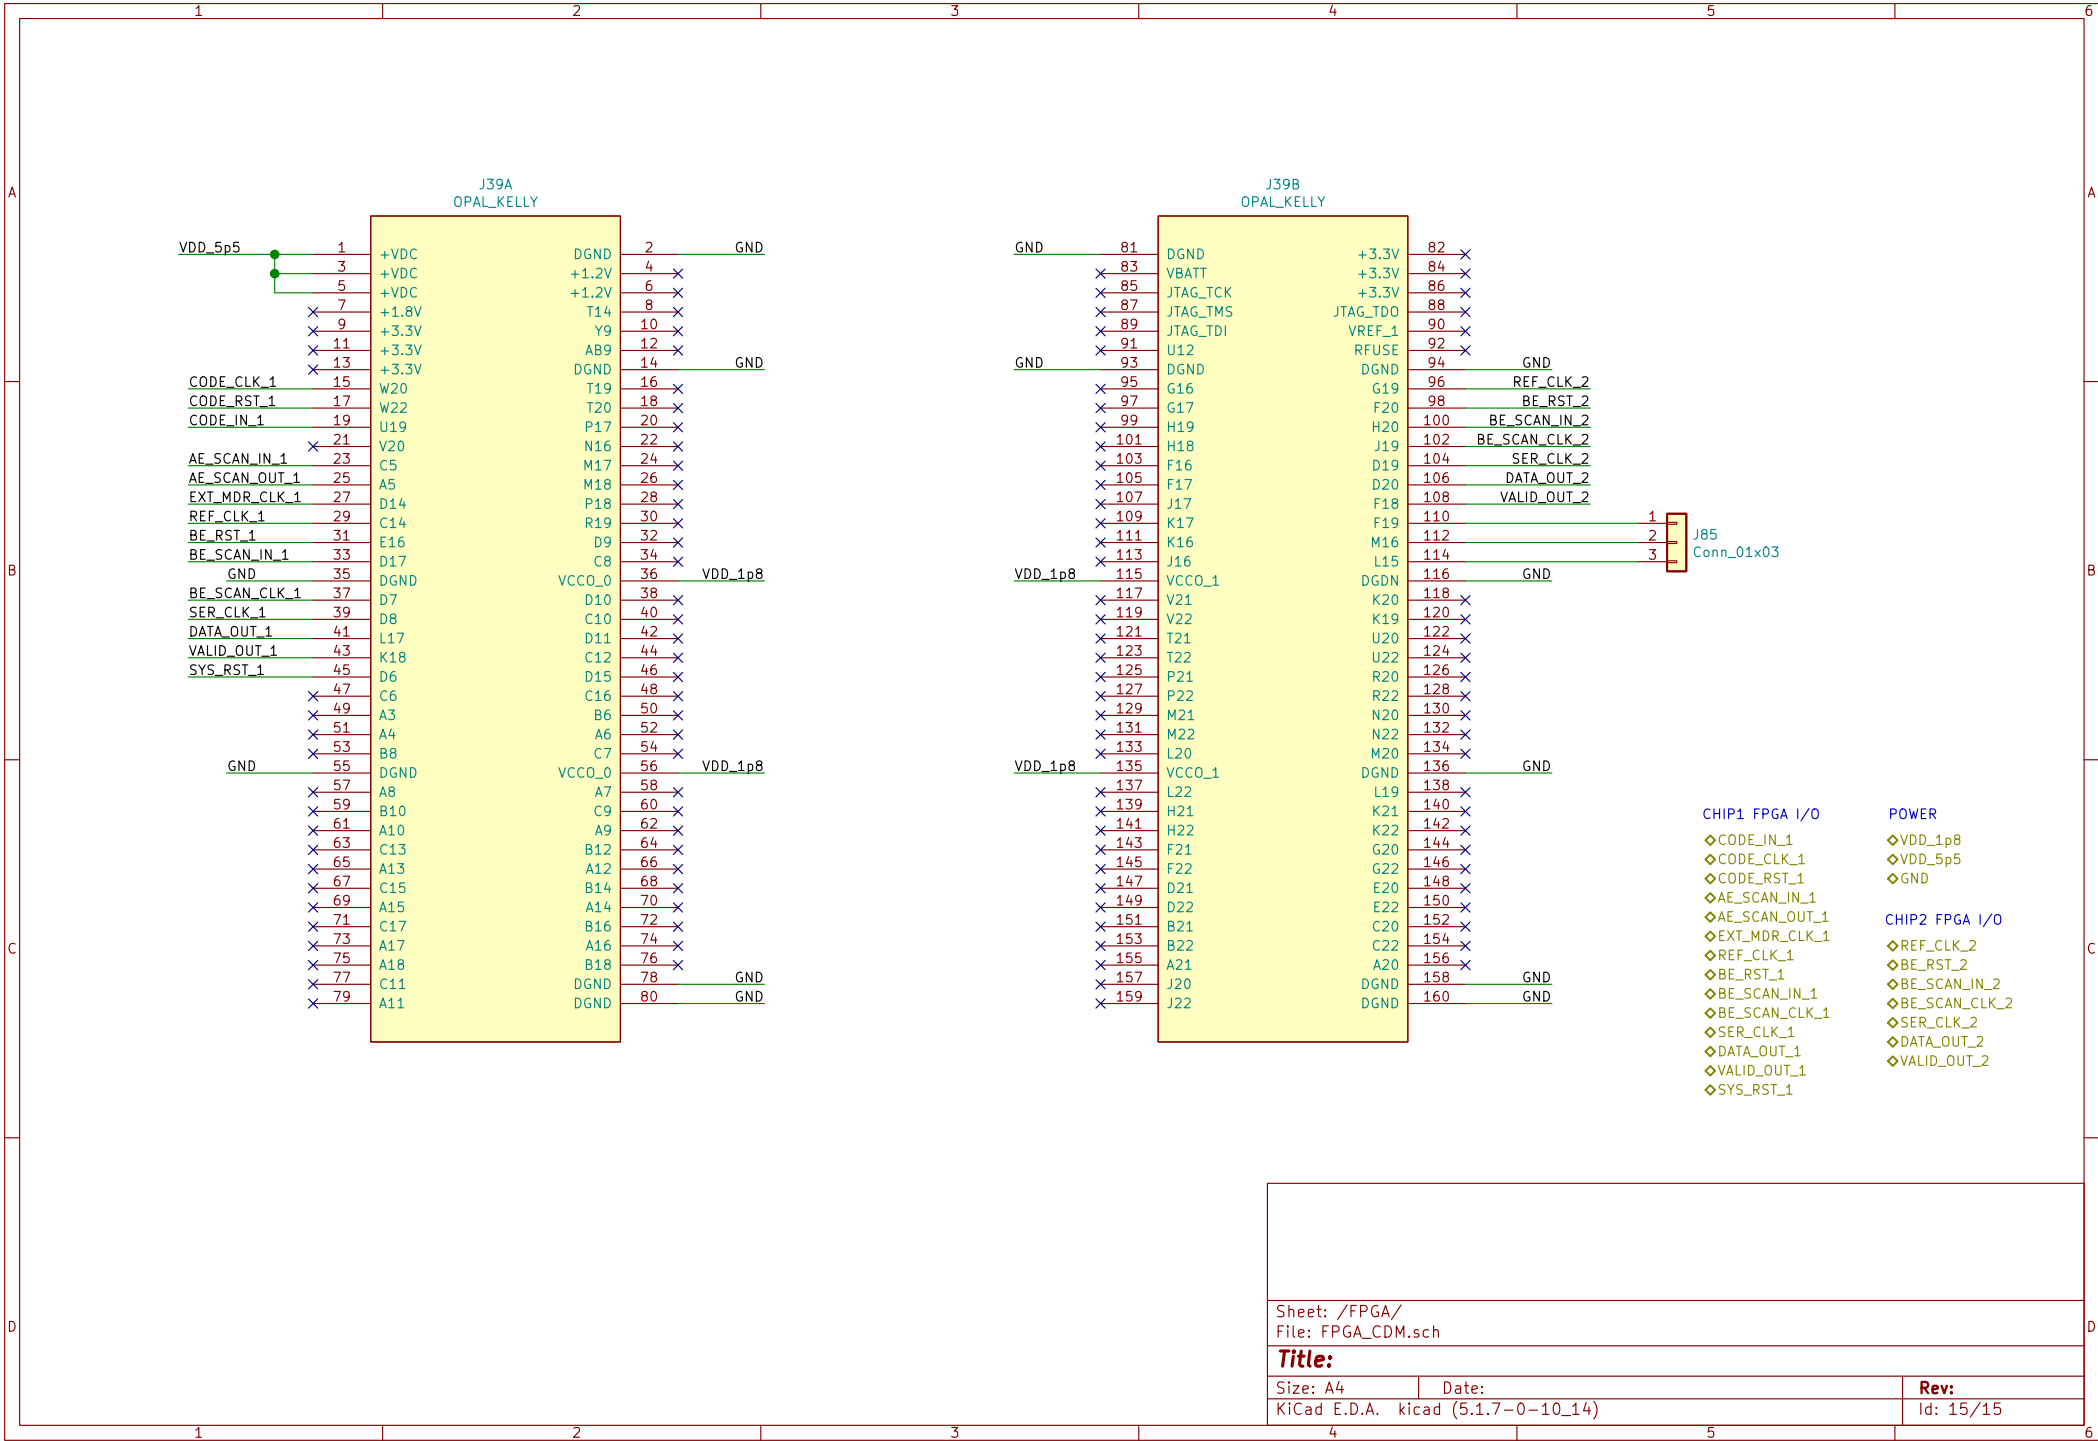 1 2 3 4 5 6
A A
B B
C C
D D
J39A
OPAL_KELLY
VDD_5p5 1 +VDC DGND 2 GND
3 +VDC +1.2V 4
5 +VDC +1.2V 6
7 +1.8V T14 8
9 +3.3V Y9 10
11 +3.3V AB9 12
13 +3.3V DGND 14 GND
CODE_CLK_1 15 W20 T19 16
CODE_RST_1 17 W22 T20 18
CODE_IN_1 19 U19 P17 20
21 V20 N16 22
AE_SCAN_IN_1 23 C5 M17 24
AE_SCAN_OUT_1 25 A5 M18 26
EXT_MDR_CLK_1 27 D14 P18 28
REF_CLK_1 29 C14 R19 30
BE_RST_1 31 E16 D9 32
BE_SCAN_IN_1 33 D17 C8 34
GND 35 DGND VCCO_0 36 VDD_1p8
BE_SCAN_CLK_1 37 D7 D10 38
SER_CLK_1 39 D8 C10 40
DATA_OUT_1 41 L17 D11 42
VALID_OUT_1 43 K18 C12 44
SYS_RST_1 45 D6 D15 46
47 C6 C16 48
49 A3 B6 50
51 A4 A6 52
53 B8 C7 54
GND 55 DGND VCCO_0 56 VDD_1p8
57 A8 A7 58
59 B10 C9 60
61 A10 A9 62
63 C13 B12 64
65 A13 A12 66
67 C15 B14 68
69 A15 A14 70
71 C17 B16 72
73 A17 A16 74
75 A18 B18 76
77 C11 DGND 78 GND
79 A11 DGND 80 GND
J39B
OPAL_KELLY
GND 81 DGND +3.3V 82
83 VBATT +3.3V 84
85 JTAG_TCK +3.3V 86
87 JTAG_TMS JTAG_TDO 88
89 JTAG_TDI VREF_1 90
91 U12 RFUSE 92
GND 93 DGND DGND 94 GND
95 G16 G19 96 REF_CLK_2
97 G17 F20 98 BE_RST_2
99 H19 H20 100 BE_SCAN_IN_2
101 H18 J19 102 BE_SCAN_CLK_2
103 F16 D19 104 SER_CLK_2
105 F17 D20 106 DATA_OUT_2
107 J17 F18 108 VALID_OUT_2
109 K17 F19 110 1
111 K16 M16 112 2
113 J16 L15 114 3
J85
Conn_01x03
VDD_1p8 115 VCCO_1 DGDN 116 GND
117 V21 K20 118
119 V22 K19 120
121 T21 U20 122
123 T22 U22 124
125 P21 R20 126
127 P22 R22 128
129 M21 N20 130
131 M22 N22 132
133 L20 M20 134
VDD_1p8 135 VCCO_1 DGND 136 GND
137 L22 L19 138
139 H21 K21 140
141 H22 K22 142
143 F21 G20 144
145 F22 G22 146
147 D21 E20 148
149 D22 E22 150
151 B21 C20 152
153 B22 C22 154
155 A21 A20 156
157 J20 DGND 158 GND
159 J22 DGND 160 GND
CHIP1 FPGA I/O
CODE_IN_1
CODE_CLK_1
CODE_RST_1
AE_SCAN_IN_1
AE_SCAN_OUT_1
EXT_MDR_CLK_1
REF_CLK_1
BE_RST_1
BE_SCAN_IN_1
BE_SCAN_CLK_1
SER_CLK_1
DATA_OUT_1
VALID_OUT_1
SYS_RST_1
POWER
VDD_1p8
VDD_5p5
GND
CHIP2 FPGA I/O
REF_CLK_2
BE_RST_2
BE_SCAN_IN_2
BE_SCAN_CLK_2
SER_CLK_2
DATA_OUT_2
VALID_OUT_2
Sheet: /FPGA/
File: FPGA_CDM.sch
Title:
Size: A4 Date: Rev:
KiCad E.D.A. kicad (5.1.7-0-10_14) Id: 15/15
1 2 3 4 5 6